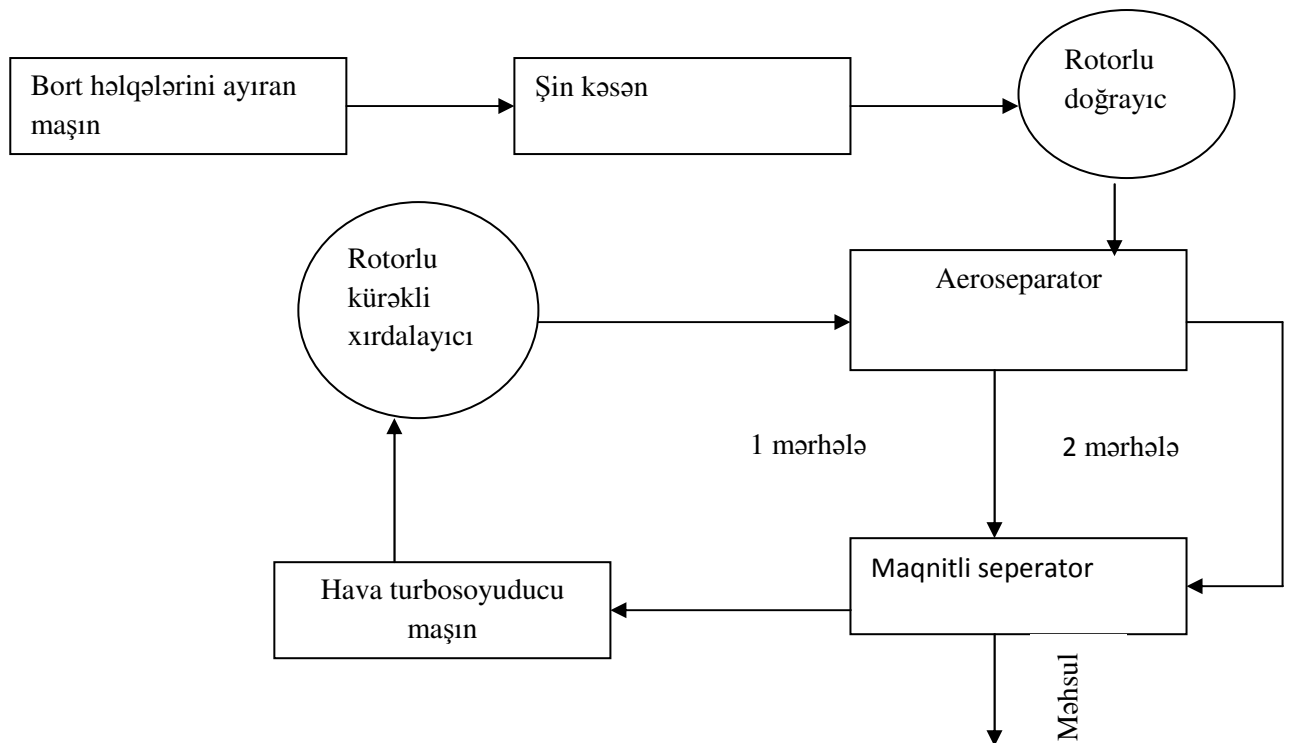 Bort həlqələrini ayıran
maşın
Şin kəsən
Rotorlu
doğrayıc
Rotorlu
kürəkli
xırdalayıcı
Aeroseparator
1 mərhələ
2 mərhələ
Hava turbosoyuducu
maşın
Maqnitli seperator
Məhsul